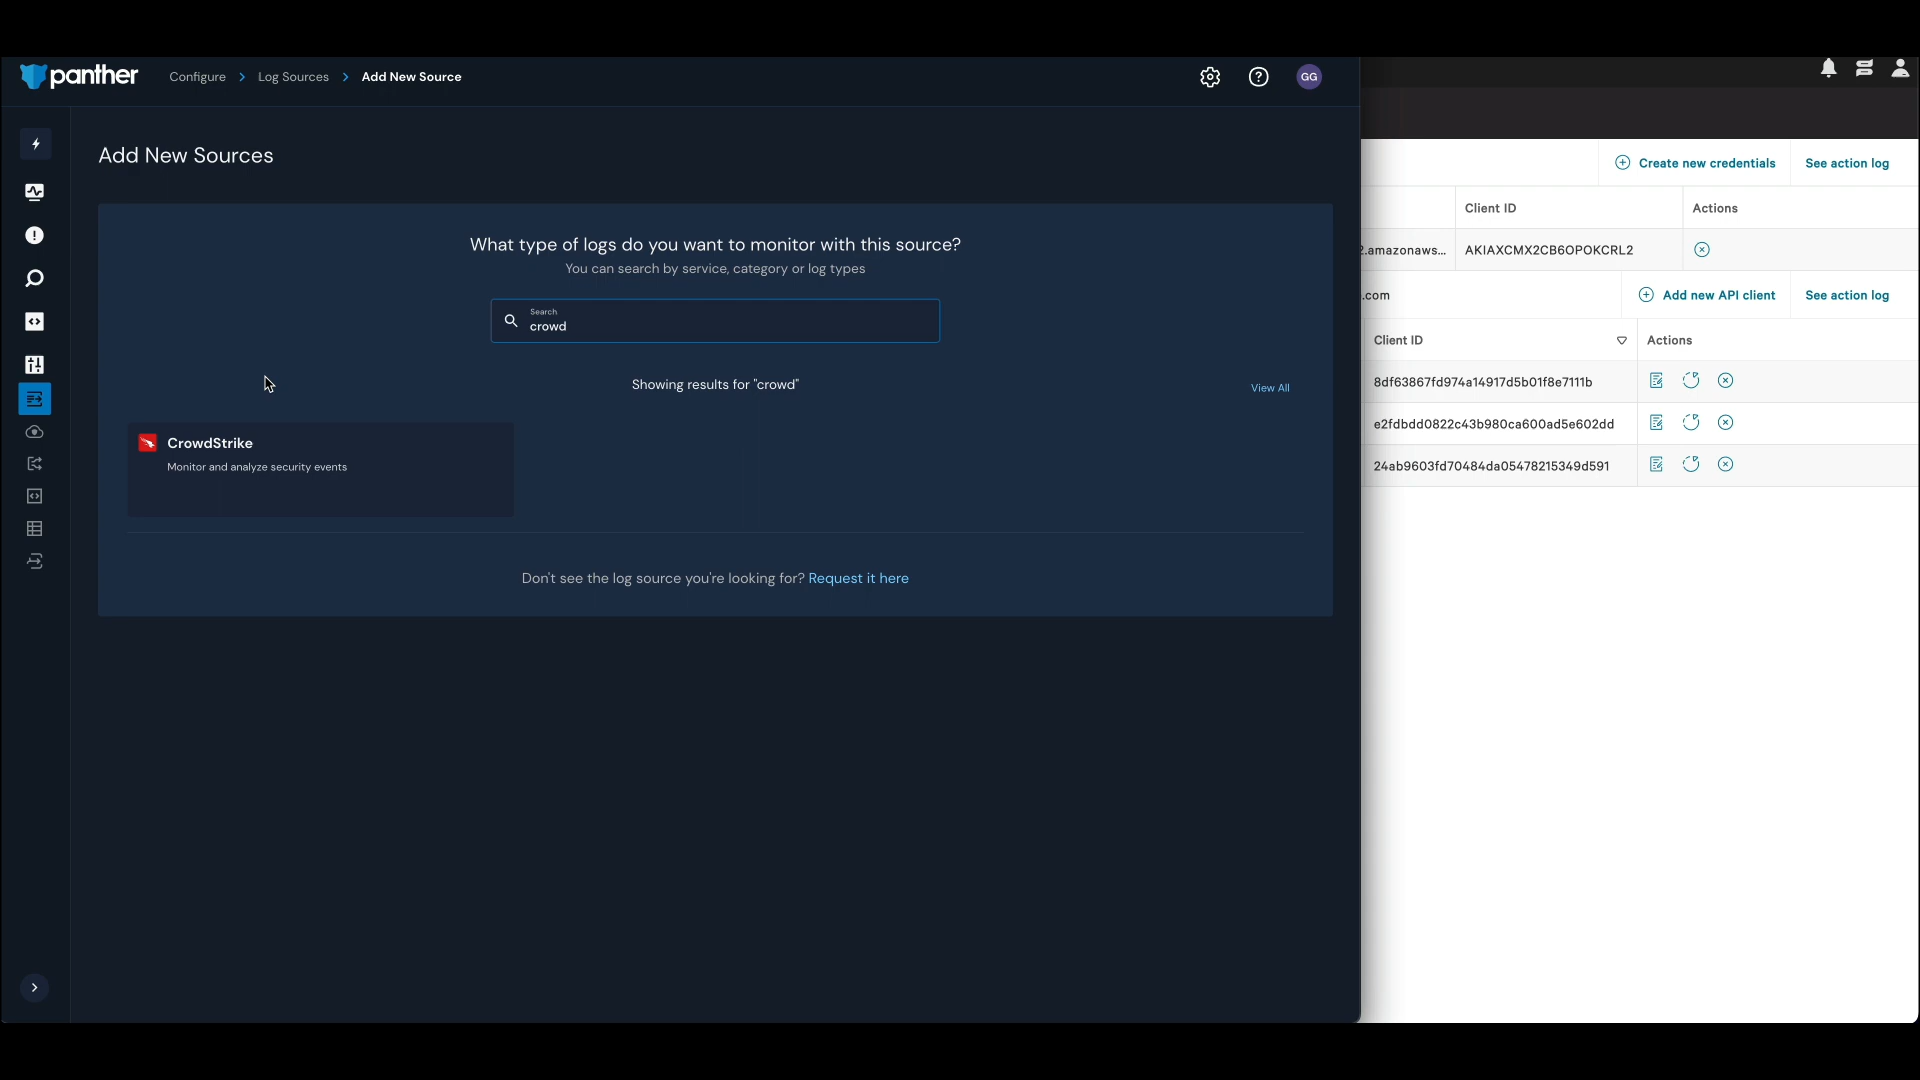 panther
Configure > Log Sources > Add New Source
GG
Add New Sources
What type of logs do you want to monitor with this source?
You can search by service, category or log types
Search
crowd
Showing results for "crowd"
View All
CrowdStrike
Monitor and analyze security events
Don't see the log source you're looking for? Request it here
Create new credentials
See action log
Client ID
Actions
2.amazonaws...
AKIAXCMX2CB6OPOKCRL2
.com
Add new API client
See action log
Client ID
Actions
8df63867fd974a14917d5b01f8e7111b
e2fdbdd0822c43b980ca600ad5e602dd
24ab9603fd70484da05478215349d591